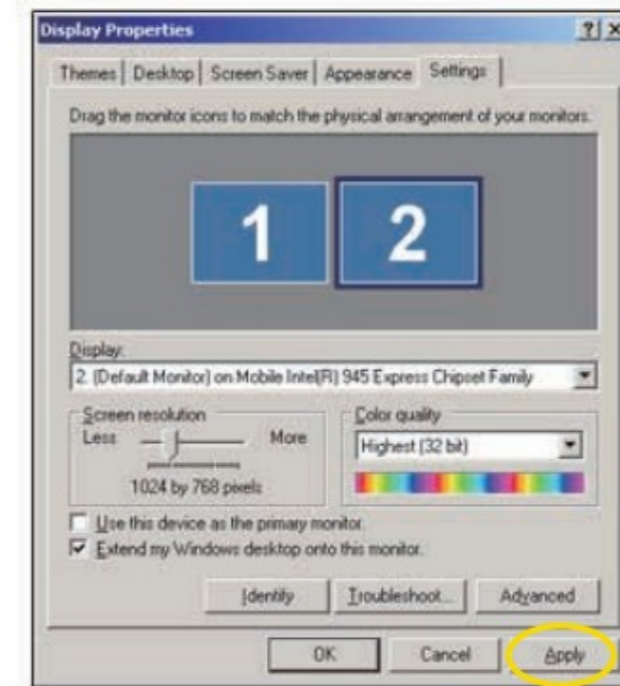 Display Properties ? ×
Themes Desktop Screen Saver Appearance Settings
Drag the monitor icons to match the physical arrangement of your monitors.
1 2
Display:
2. (Default Monitor) on Mobile Intel(R) 945 Express Chipset Family
Screen resolution
Less More
1024 by 768 pixels
Color quality
Highest (32 bit)
Use this device as the primary monitor.
Extend my Windows desktop onto this monitor.
Identify Troubleshoot... Advanced
OK Cancel Apply